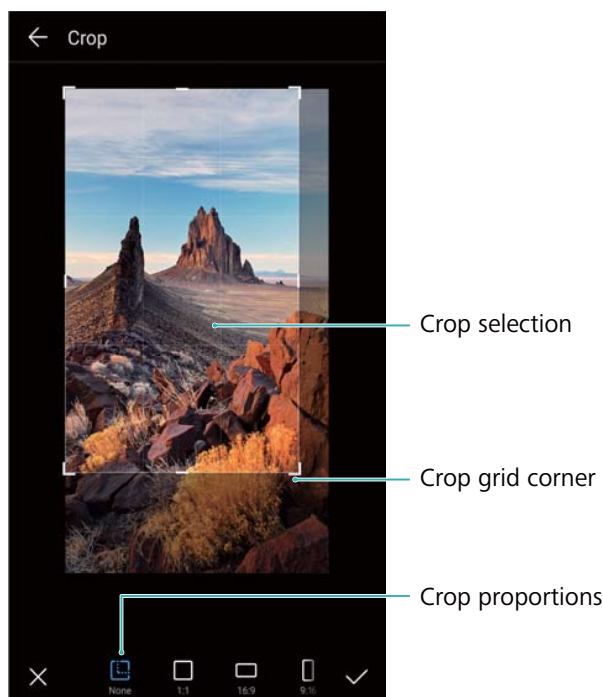 Crop
Crop selection
Crop grid corner
Crop proportions
None
1:1
16:9
9:16